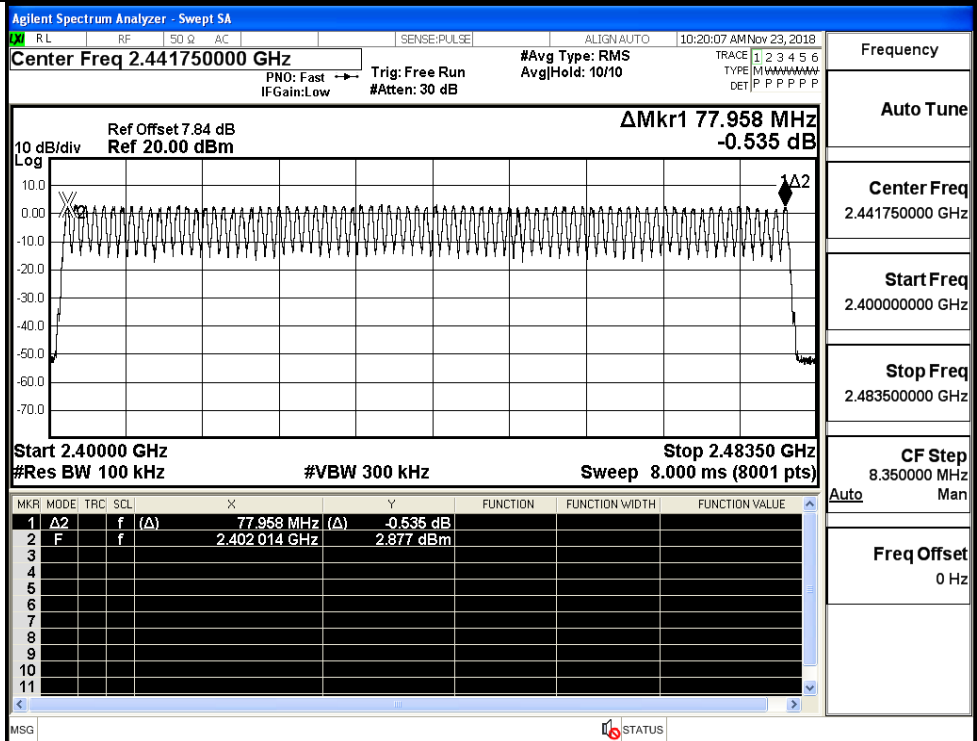 Agilent Spectrum Analyzer - Swept SA
LXI RL RF 50 Ω AC SENSE:PULSE ALIGN AUTO 10:20:07 AM Nov 23, 2018
Center Freq 2.441750000 GHz
PNO: Fast
IFGain:Low
Trig: Free Run
#Atten: 30 dB
#Avg Type: RMS
Avg|Hold: 10/10
TRACE 1 2 3 4 5 6
TYPE M WWWWW
DET P P P P P P
Frequency
Auto Tune
Center Freq
2.441750000 GHz
Start Freq
2.400000000 GHz
Stop Freq
2.483500000 GHz
CF Step
8.350000 MHz
Auto Man
Freq Offset
0 Hz
ΔMkr1 77.958 MHz
-0.535 dB
Ref Offset 7.84 dB
10 dB/div Ref 20.00 dBm
Log
10.0
0.00
-10.0
-20.0
-30.0
-40.0
-50.0
-60.0
-70.0
2
1Δ2
Start 2.40000 GHz Stop 2.48350 GHz
#Res BW 100 kHz #VBW 300 kHz Sweep 8.000 ms (8001 pts)
MKR MODE TRC SCL X Y FUNCTION FUNCTION WIDTH FUNCTION VALUE
1 Δ2 f (Δ) 77.958 MHz (Δ) -0.535 dB
2 F f 2.402 014 GHz 2.877 dBm
3
4
5
6
7
8
9
10
11
MSG STATUS